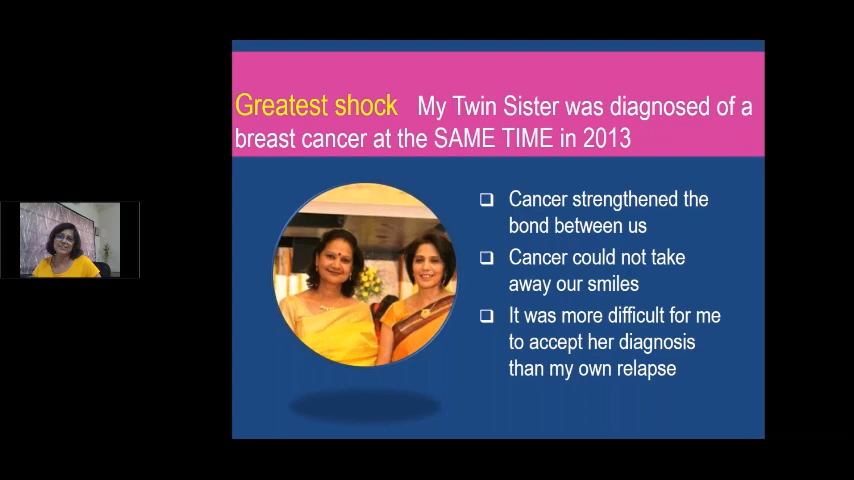 Greatest shock My Twin Sister was diagnosed of a
breast cancer at the SAME TIME in 2013
Cancer strengthened the
bond between us
Cancer could not take
away our smiles
It was more difficult for me
to accept her diagnosis
than my own relapse